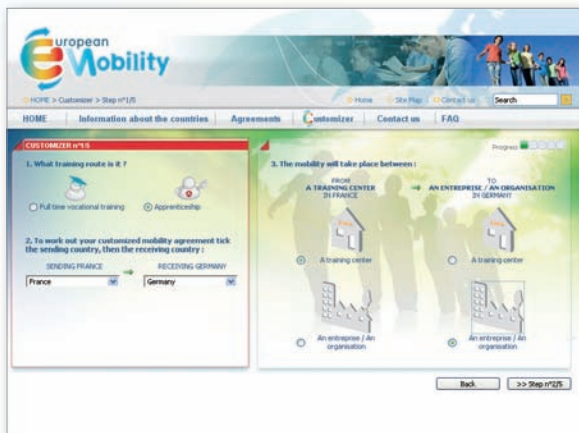 European
Mobility
HOME > Customizer > Step n°1/5
Home
Site Map
Contact us
Search
HOME
Information about the countries
Agreements
Customizer
Contact us
FAQ
CUSTOMIZER n°1/5
1. What training route is it ?
Full time vocational training
Apprenticeship
2. To work out your customized mobility agreement tick
the sending country, then the receiving country :
SENDING FRANCE
RECEIVING GERMANY
France
Germany
Progress
3. The mobility will take place between :
FROM
A TRAINING CENTER
IN FRANCE
TO
AN ENTREPRISE / AN ORGANISATION
IN GERMANY
A training center
A training center
An entreprise / An
organisation
An entreprise / An
organisation
Back
>> Step n°2/5